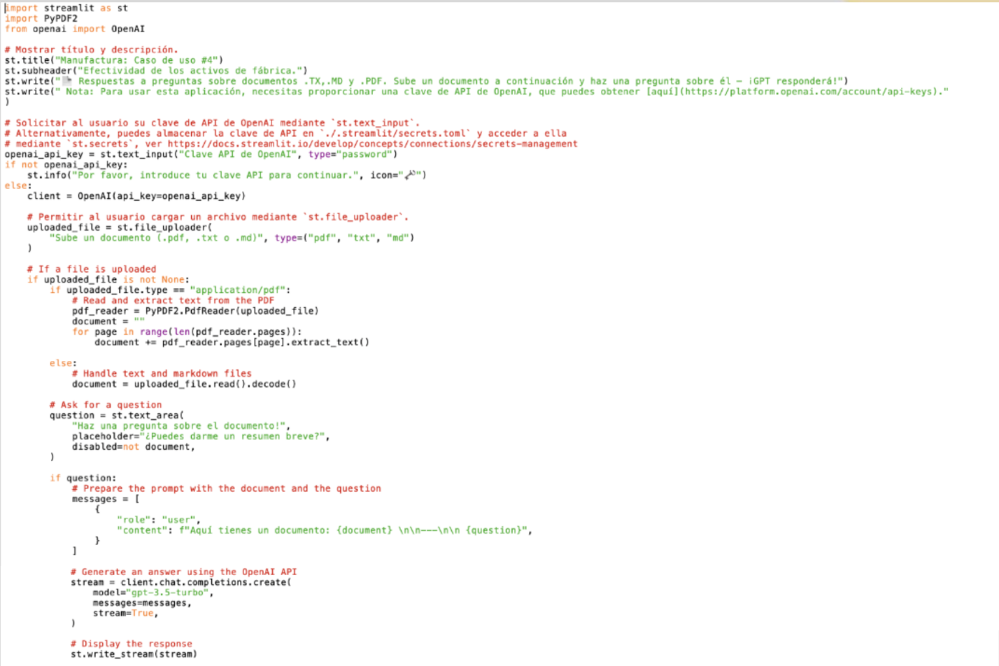 import streamlit as st
import PyPDF2
from openai import OpenAI

# Mostrar título y descripción.
st.title("Manufactura: Caso de uso #4")
st.subheader("Efectividad de los activos de fábrica.")
st.write("📄 Respuestas a preguntas sobre documentos .TX,.MD y .PDF. Sube un documento a continuación y haz una pregunta sobre él – ¡GPT responderá!")
st.write(" Nota: Para usar esta aplicación, necesitas proporcionar una clave de API de OpenAI, que puedes obtener [aquí](https://platform.openai.com/account/api-keys)."
)

# Solicitar al usuario su clave de API de OpenAI mediante `st.text_input`.
# Alternativamente, puedes almacenar la clave de API en `./.streamlit/secrets.toml` y acceder a ella
# mediante `st.secrets`, ver https://docs.streamlit.io/develop/concepts/connections/secrets-management
openai_api_key = st.text_input("Clave API de OpenAI", type="password")
if not openai_api_key:
    st.info("Por favor, introduce tu clave API para continuar.", icon="🗝️")
else:
    client = OpenAI(api_key=openai_api_key)

    # Permitir al usuario cargar un archivo mediante `st.file_uploader`.
    uploaded_file = st.file_uploader(
        "Sube un documento (.pdf, .txt o .md)", type=("pdf", "txt", "md")
    )

    # If a file is uploaded
    if uploaded_file is not None:
        if uploaded_file.type == "application/pdf":
            # Read and extract text from the PDF
            pdf_reader = PyPDF2.PdfReader(uploaded_file)
            document = ""
            for page in range(len(pdf_reader.pages)):
                document += pdf_reader.pages[page].extract_text()

        else:
            # Handle text and markdown files
            document = uploaded_file.read().decode()

        # Ask for a question
        question = st.text_area(
            "Haz una pregunta sobre el documento!",
            placeholder="¿Puedes darme un resumen breve?",
            disabled=not document,
        )

        if question:
            # Prepare the prompt with the document and the question
            messages = [
                {
                    "role": "user",
                    "content": f"Aquí tienes un documento: {document} \n\n---\n\n {question}",
                }
            ]

            # Generate an answer using the OpenAI API
            stream = client.chat.completions.create(
                model="gpt-3.5-turbo",
                messages=messages,
                stream=True,
            )

            # Display the response
            st.write_stream(stream)